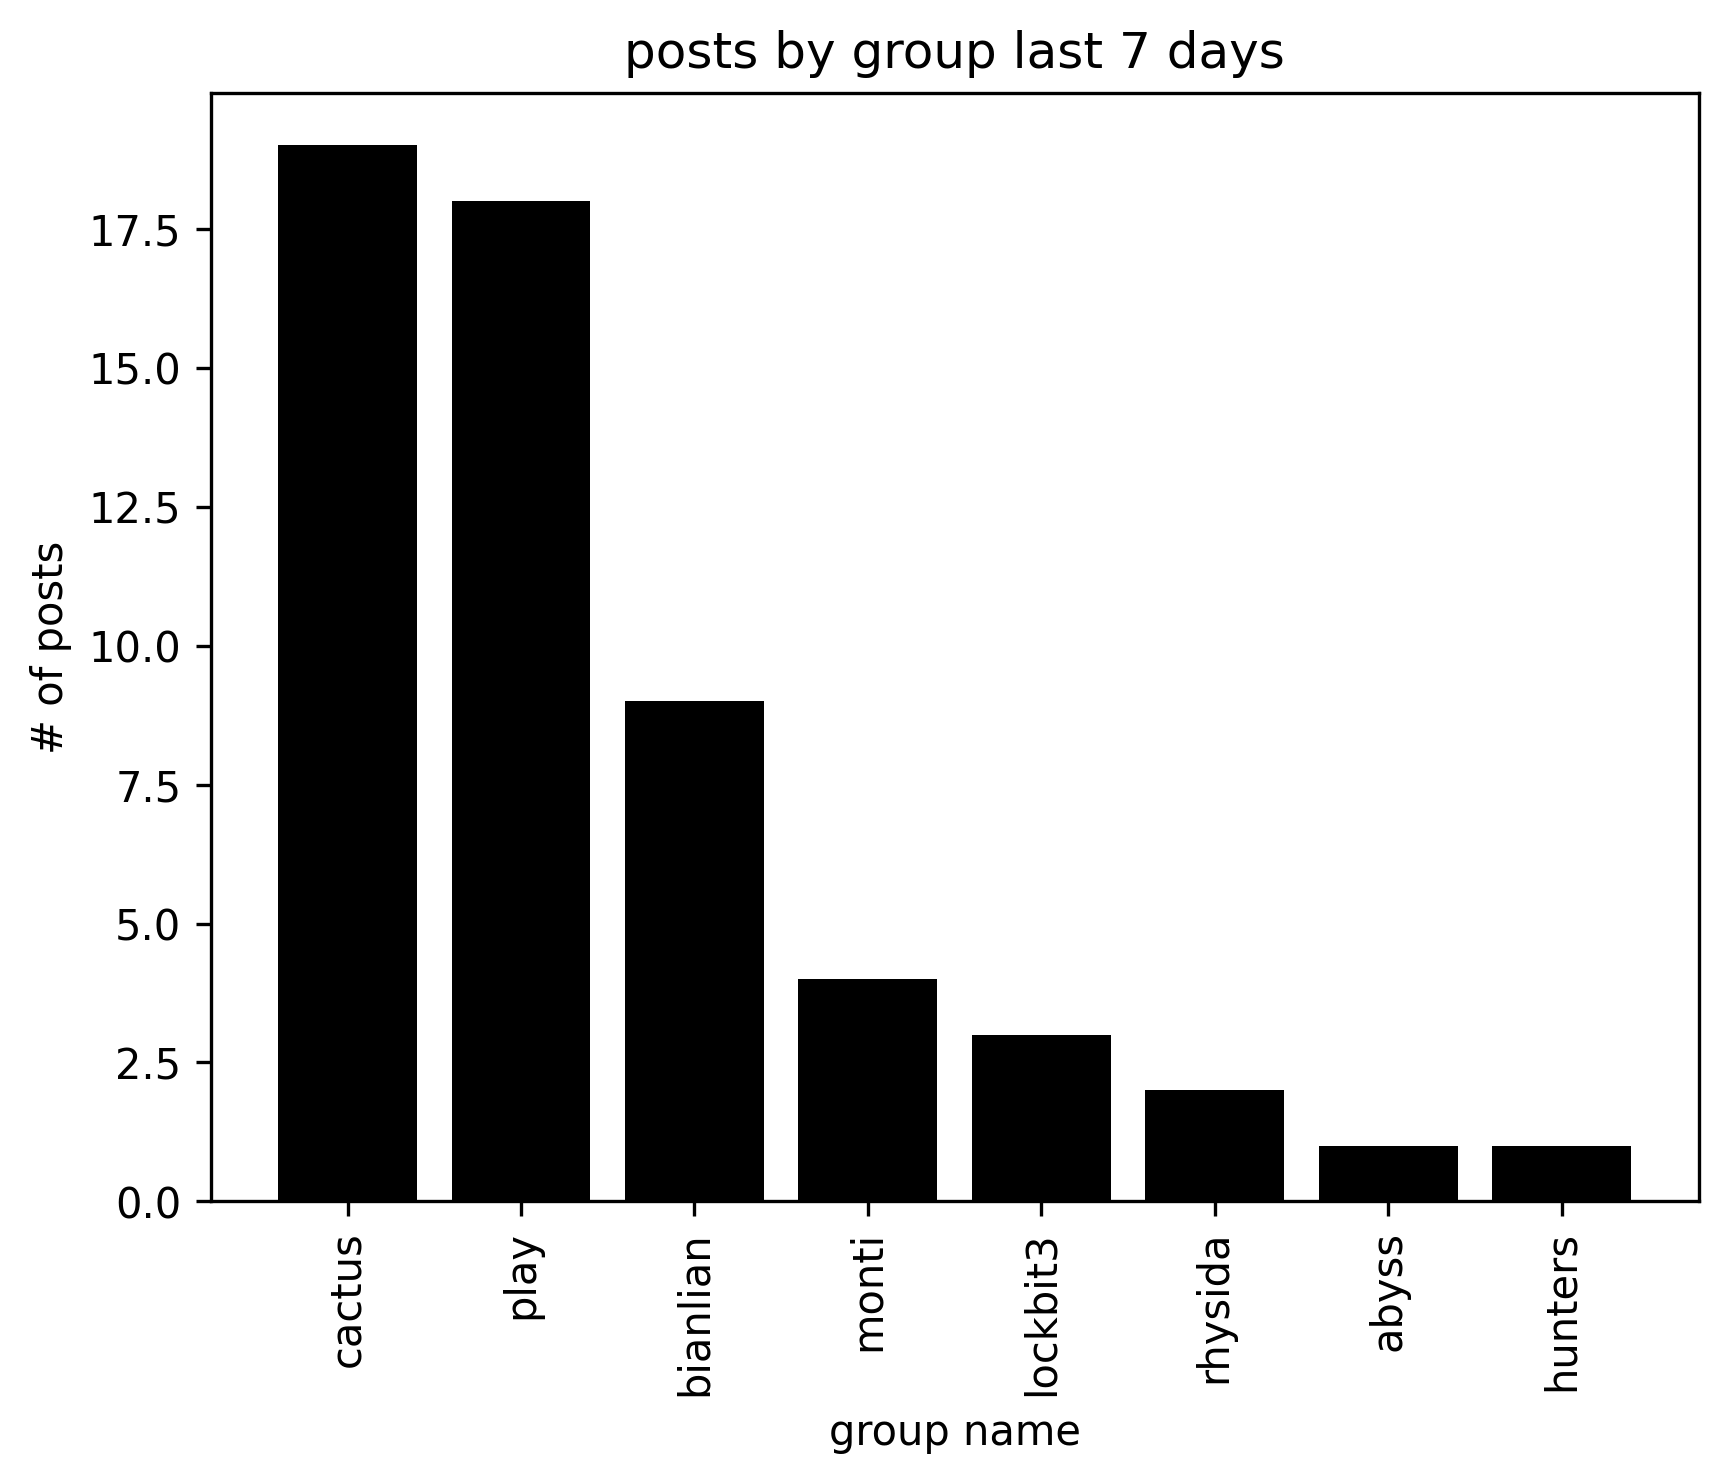 posts by group last 7 days
# of posts
17.5
15.0
12.5
10.0
7.5
5.0
2.5
0.0
cactus
play
bianlian
monti
lockbit3
rhysida
abyss
hunters
group name